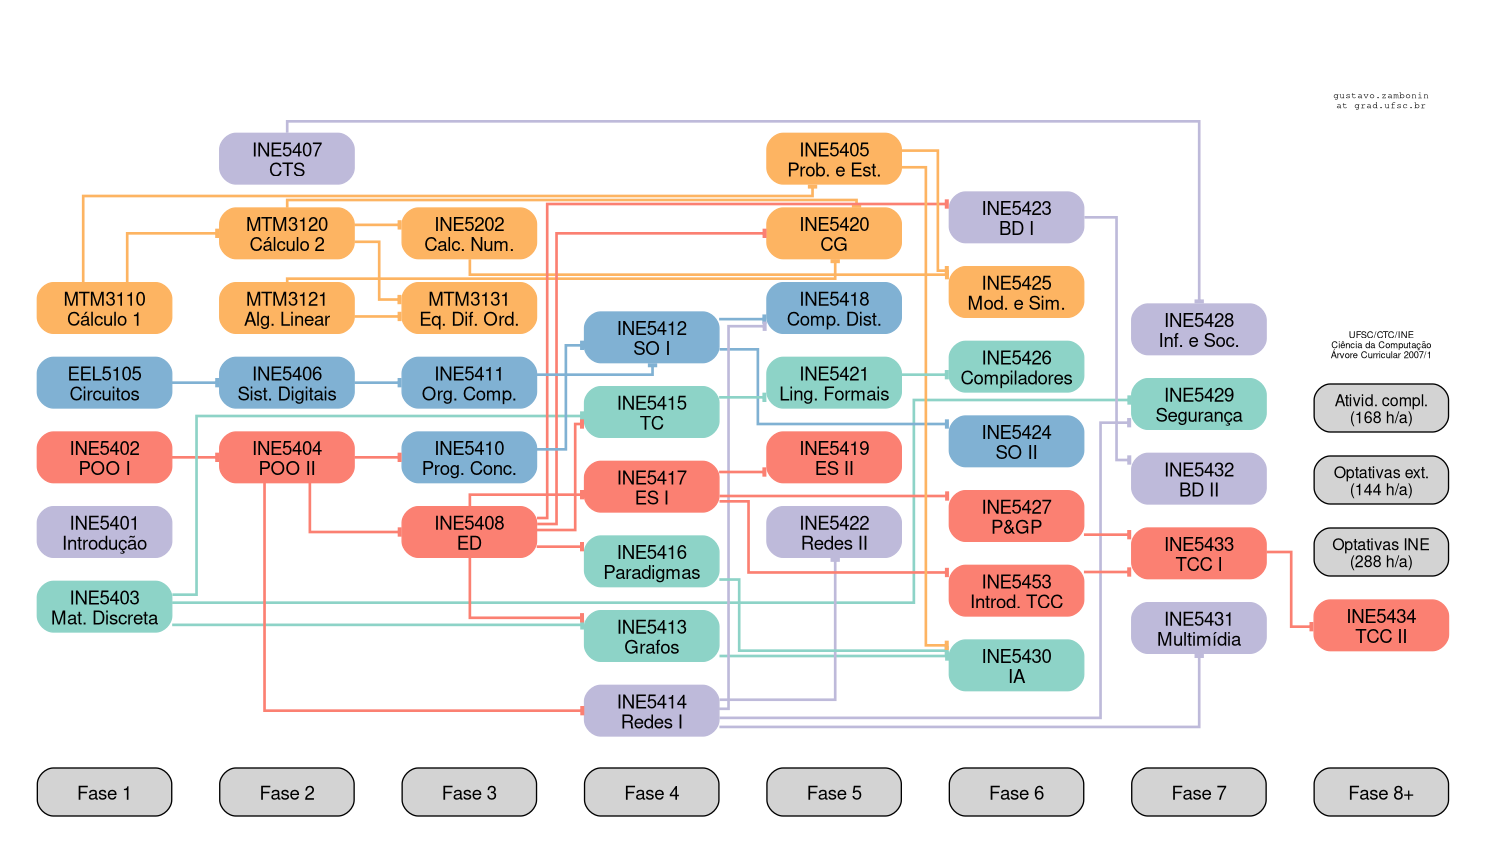 gustavo.zambonin
at grad.ufsc.br
INE5407
CTS
INE5405
Prob. e Est.
MTM3120
Cálculo 2
INE5202
Calc. Num.
INE5420
CG
INE5423
BD I
MTM3110
Cálculo 1
MTM3121
Alg. Linear
MTM3131
Eq. Dif. Ord.
INE5412
SO I
INE5418
Comp. Dist.
INE5425
Mod. e Sim.
INE5428
Inf. e Soc.
UFSC/CTC/INE
Ciência da Computação
Árvore Curricular 2007/1
EEL5105
Circuitos
INE5406
Sist. Digitais
INE5411
Org. Comp.
INE5415
TC
INE5421
Ling. Formais
INE5426
Compiladores
INE5429
Segurança
Ativid. compl.
(168 h/a)
INE5402
POO I
INE5404
POO II
INE5410
Prog. Conc.
INE5417
ES I
INE5419
ES II
INE5424
SO II
INE5432
BD II
Optativas ext.
(144 h/a)
INE5401
Introdução
INE5408
ED
INE5416
Paradigmas
INE5422
Redes II
INE5427
P&GP
INE5433
TCC I
Optativas INE
(288 h/a)
INE5403
Mat. Discreta
INE5413
Grafos
INE5453
Introd. TCC
INE5431
Multimídia
INE5434
TCC II
INE5414
Redes I
INE5430
IA
Fase 1
Fase 2
Fase 3
Fase 4
Fase 5
Fase 6
Fase 7
Fase 8+